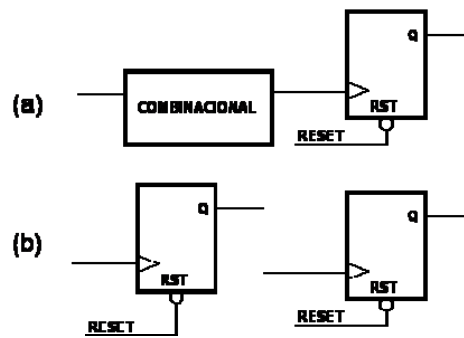 Q
(a)
COMBINACIONAL
RST
RESET
Q
Q
(b)
RST
RST
RESET
RESET